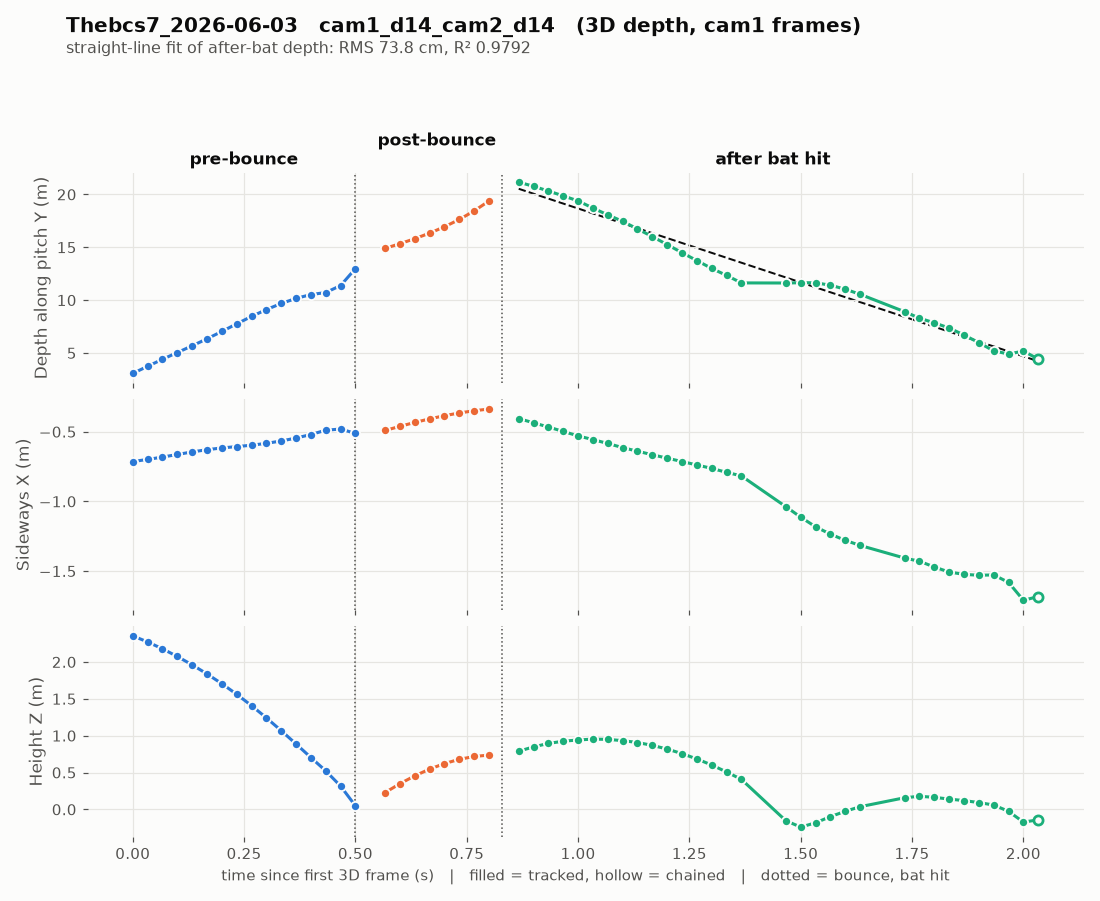 Thebcs7_2026-06-03   cam1_d14_cam2_d14   (3D depth, cam1 frames)
straight-line fit of after-bat depth: RMS 73.8 cm, R² 0.9792
pre-bounce
post-bounce
after bat hit
Depth along pitch Y (m)
20
15
10
5
Sideways X (m)
−0.5
−1.0
−1.5
Height Z (m)
2.0
1.5
1.0
0.5
0.0
0.00 0.25 0.50 0.75 1.00 1.25 1.50 1.75 2.00
time since first 3D frame (s)   |   filled = tracked, hollow = chained   |   dotted = bounce, bat hit